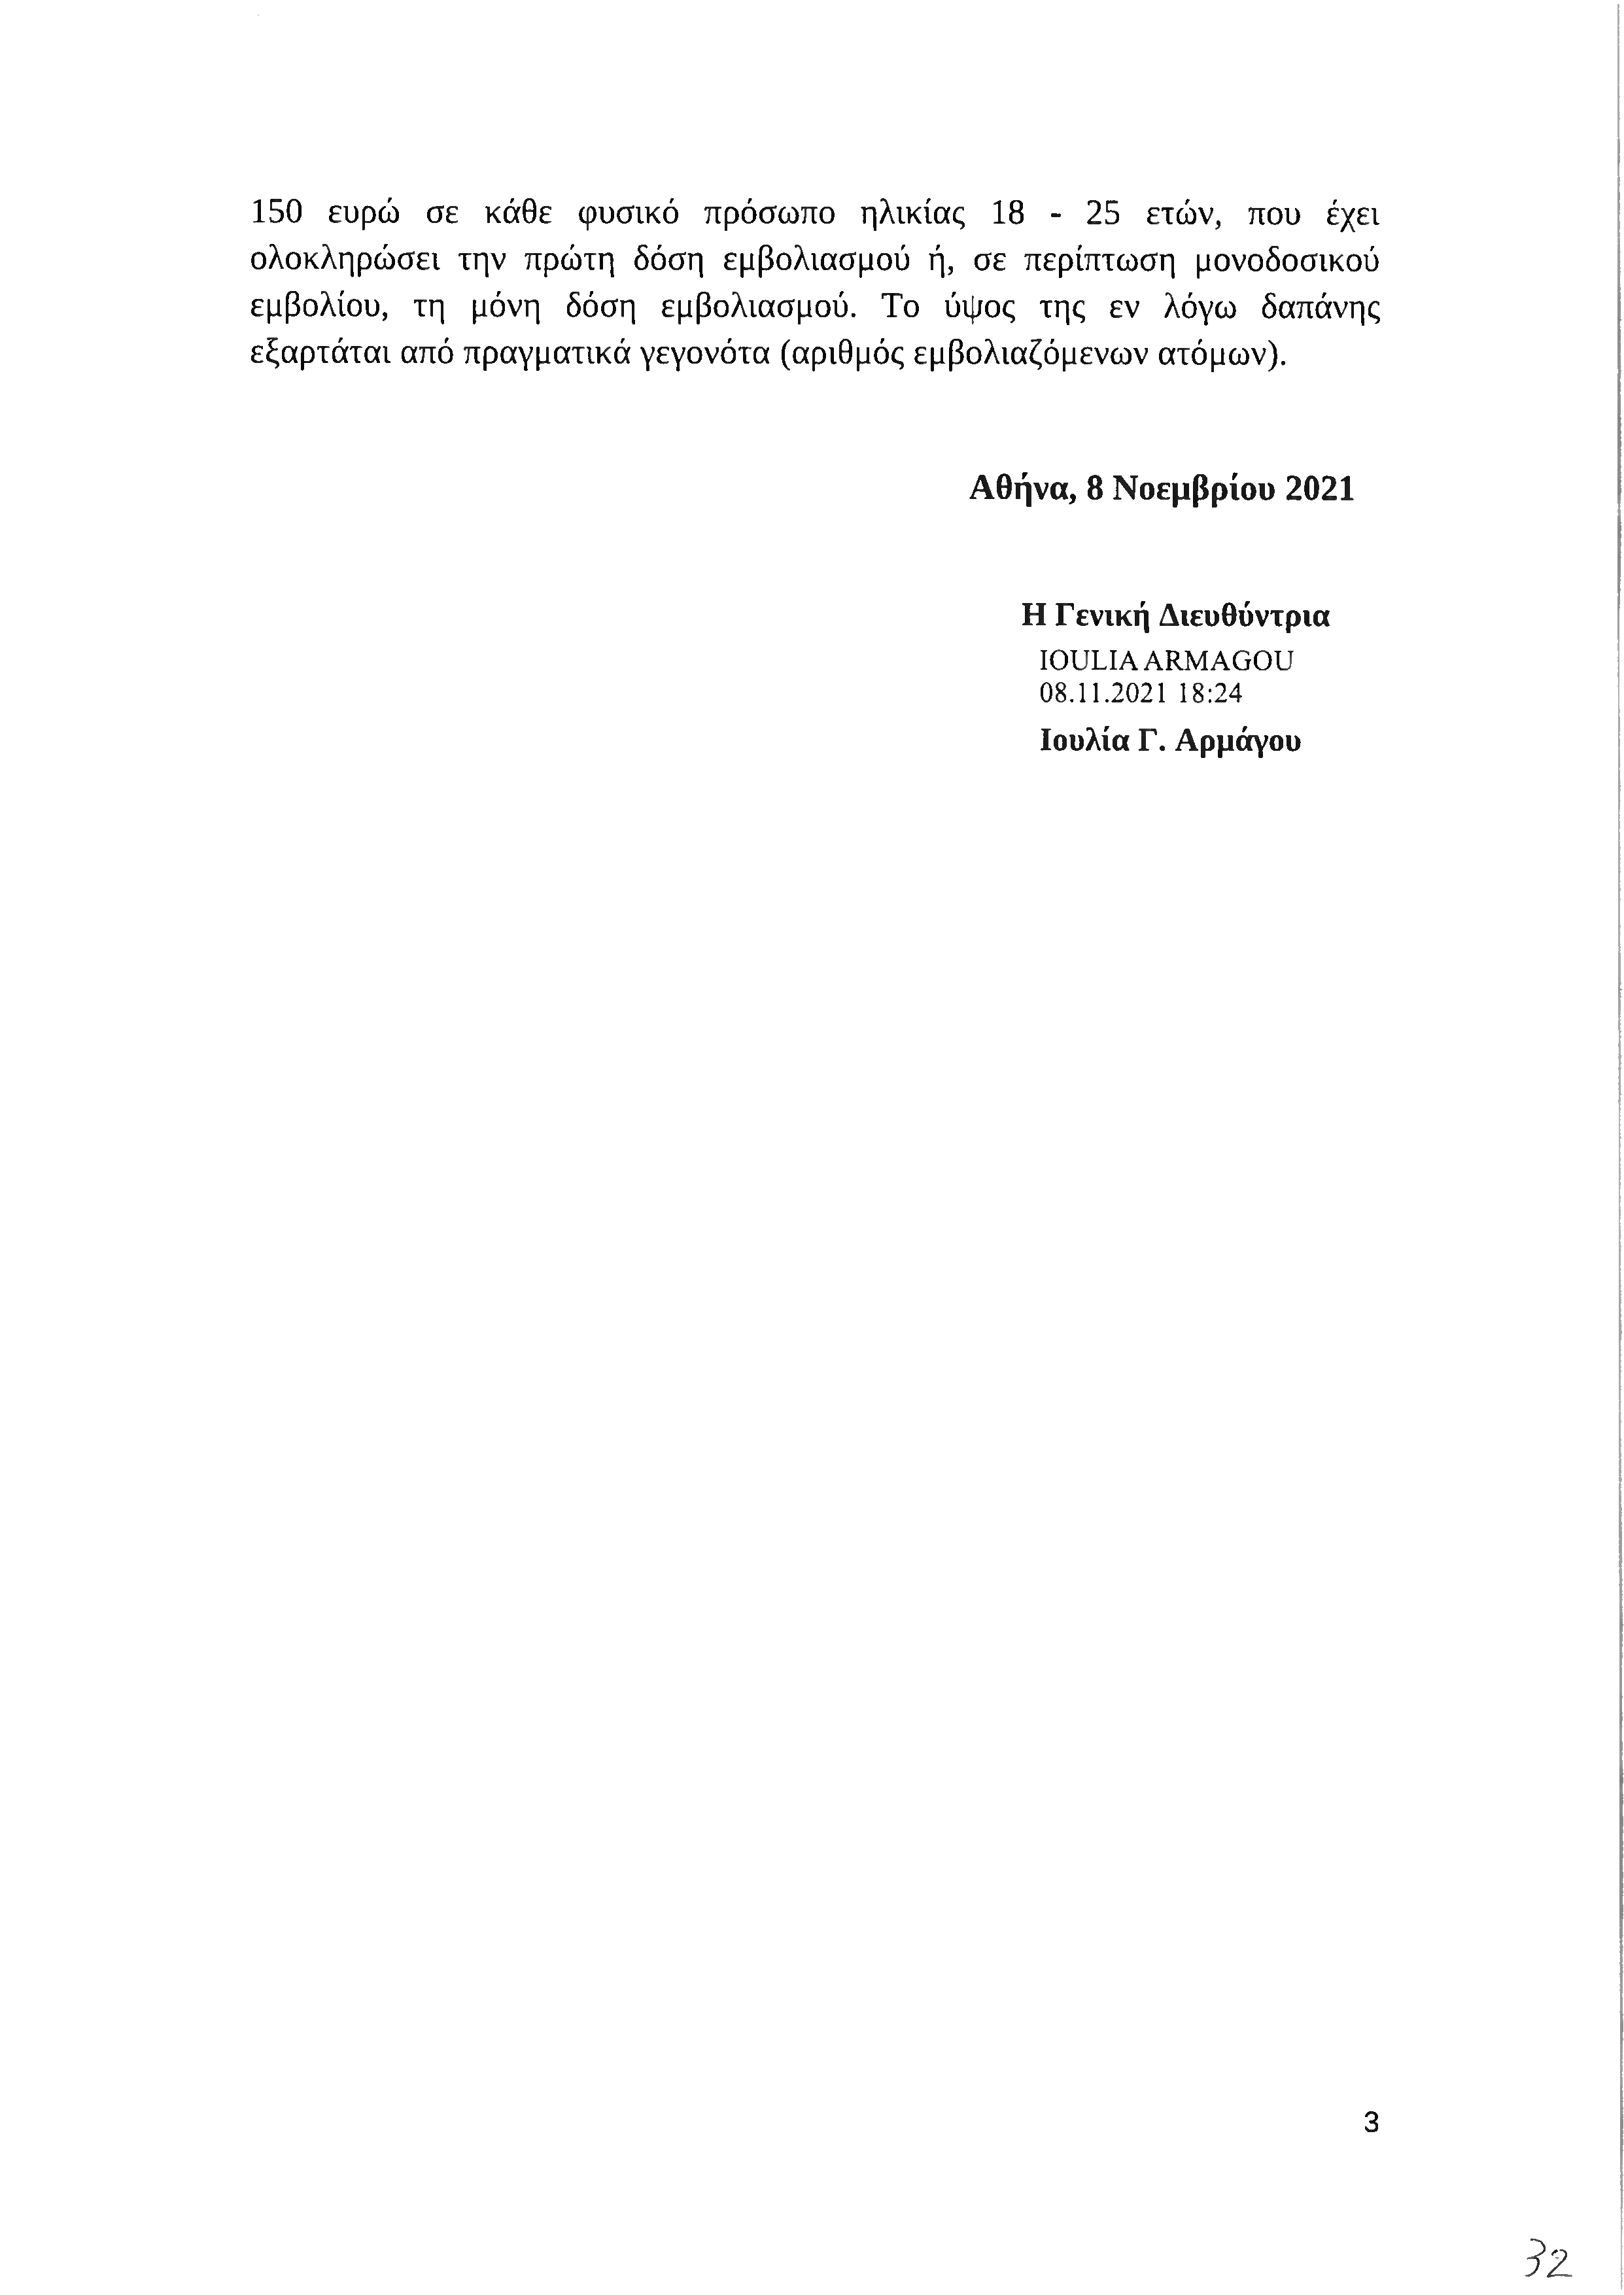 150 ευρώ σε κάθε φυσικό πρόσωπο ηλικίας 18 - 25 ετών, που έχει
ολοκληρώσει την πρώτη δόση εμβολιασμού ή, σε περίπτωση μονοδοσικού
εμβολίου, τη μόνη δόση εμβολιασμού. Το ύψος της εν λόγω δαπάνης
εξαρτάται από πραγματικά γεγονότα (αριθμός εμβολιαζόμενων ατόμων).
Αθήνα, 8 Νοεμβρίου 2021
Η Γενική Διευθύντρια
IOULIA ARMAGOU
08.11.2021 18:24
Ιουλία Γ. Αρμάγου
3
32